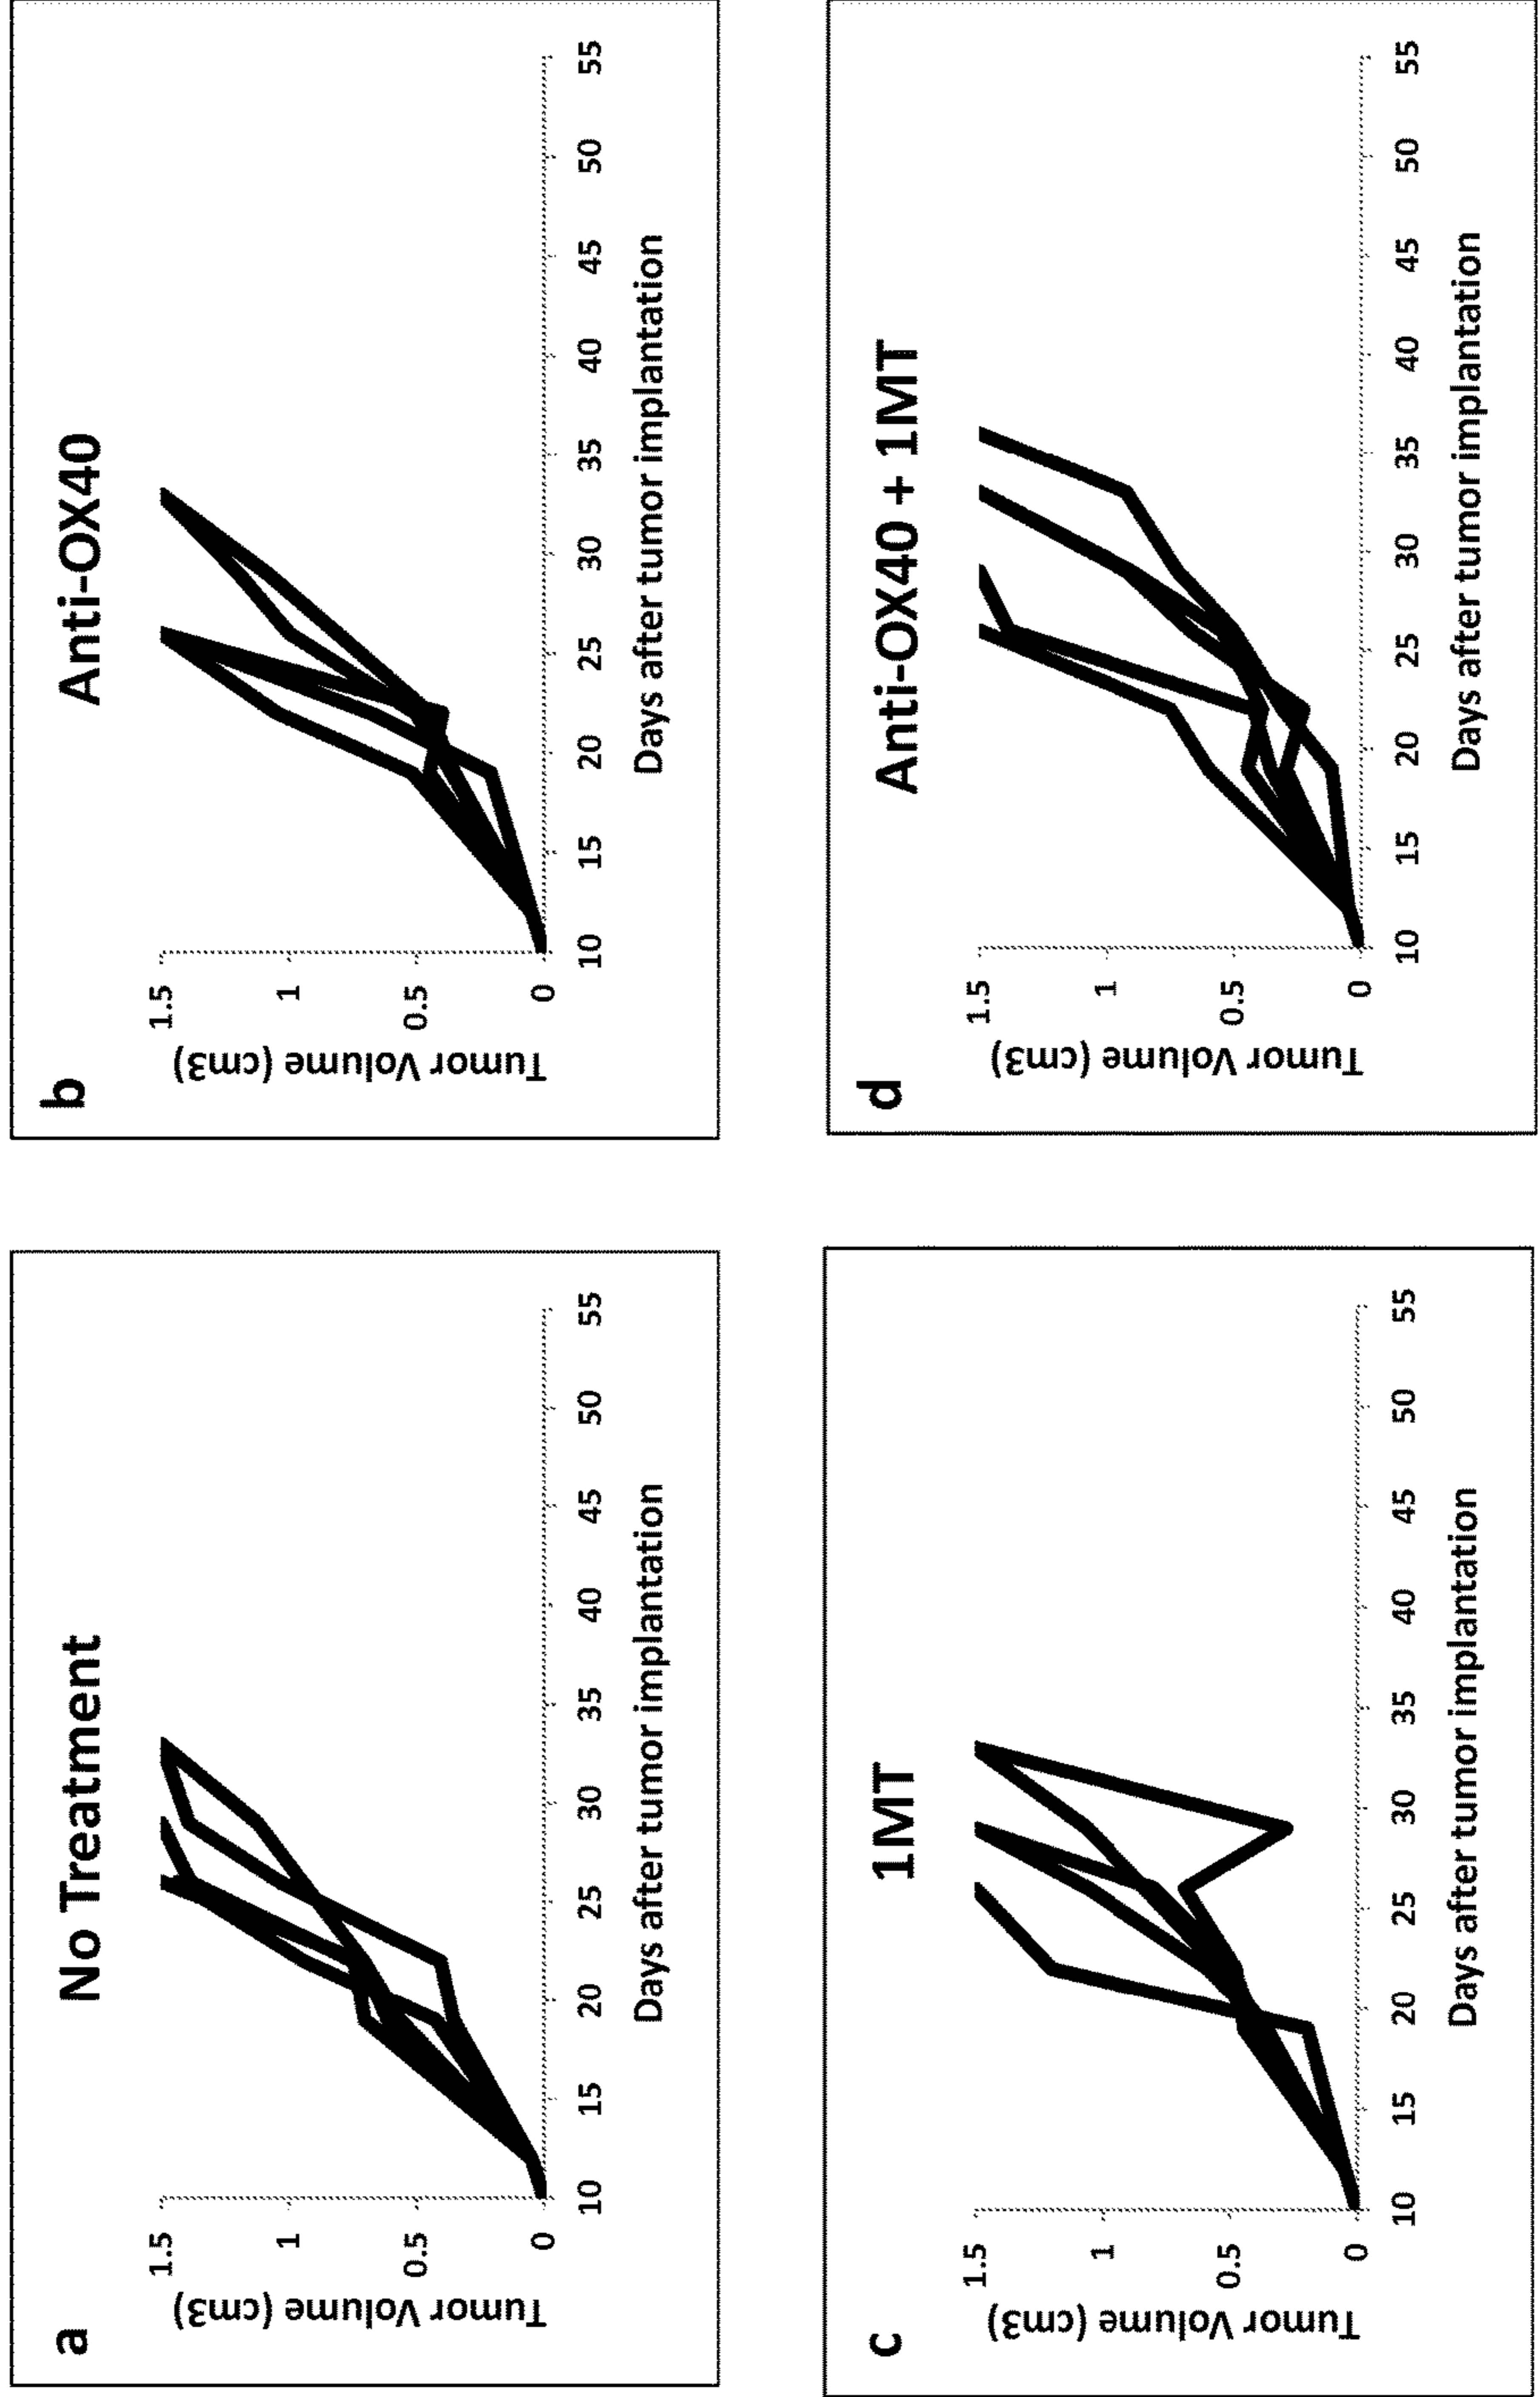 a
No Treatment
Tumor Volume (cm3)
1.5
1
0.5
0
10 15 20 25 30 35 40 45 50 55
Days after tumor implantation
b
Anti-OX40
Tumor Volume (cm3)
1.5
1
0.5
0
10 15 20 25 30 35 40 45 50 55
Days after tumor implantation
c
1MT
Tumor Volume (cm3)
1.5
1
0.5
0
10 15 20 25 30 35 40 45 50 55
Days after tumor implantation
d
Anti-OX40 + 1MT
Tumor Volume (cm3)
1.5
1
0.5
0
10 15 20 25 30 35 40 45 50 55
Days after tumor implantation